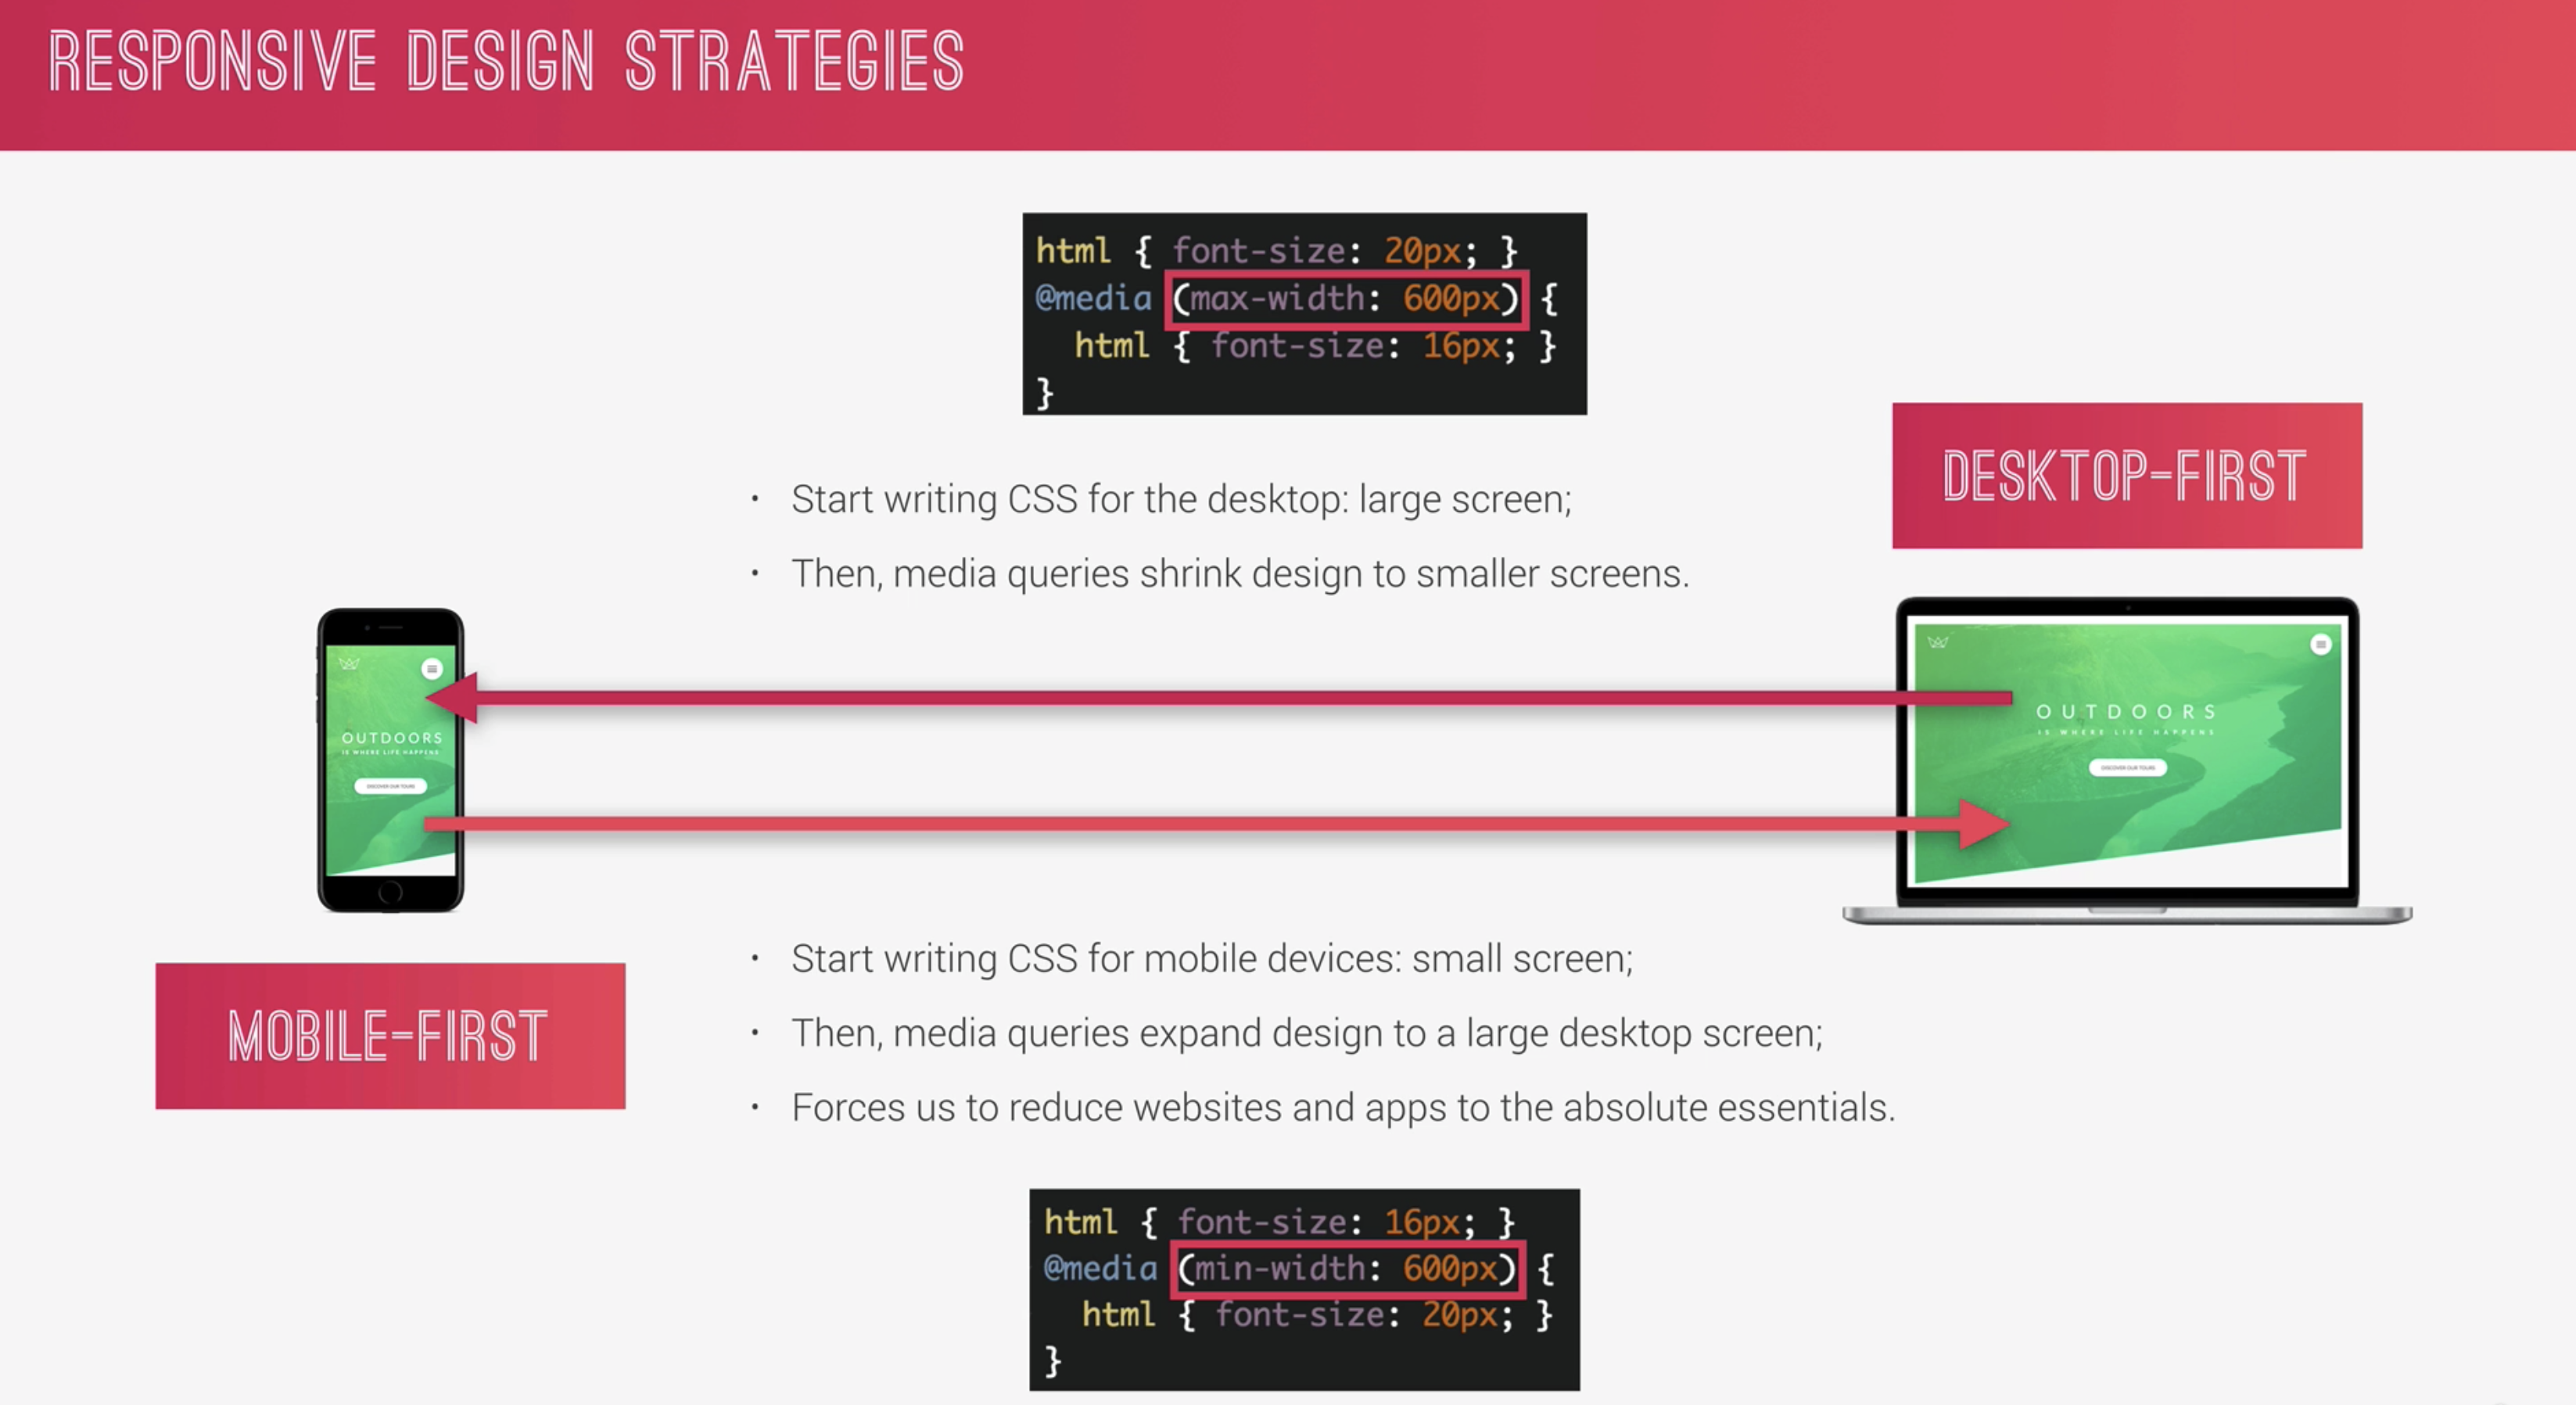 RESPONSIVE DESIGN STRATEGIES
html { font-size: 20px; }
@media (max-width: 600px) {
  html { font-size: 16px; }
}
DESKTOP-FIRST
• Start writing CSS for the desktop: large screen;
• Then, media queries shrink design to smaller screens.
OUTDOORS
IS WHERE LIFE HAPPENS
DISCOVER OUR TOURS
OUTDOORS
IS WHERE LIFE HAPPENS
DISCOVER OUR TOURS
MOBILE-FIRST
• Start writing CSS for mobile devices: small screen;
• Then, media queries expand design to a large desktop screen;
• Forces us to reduce websites and apps to the absolute essentials.
html { font-size: 16px; }
@media (min-width: 600px) {
  html { font-size: 20px; }
}